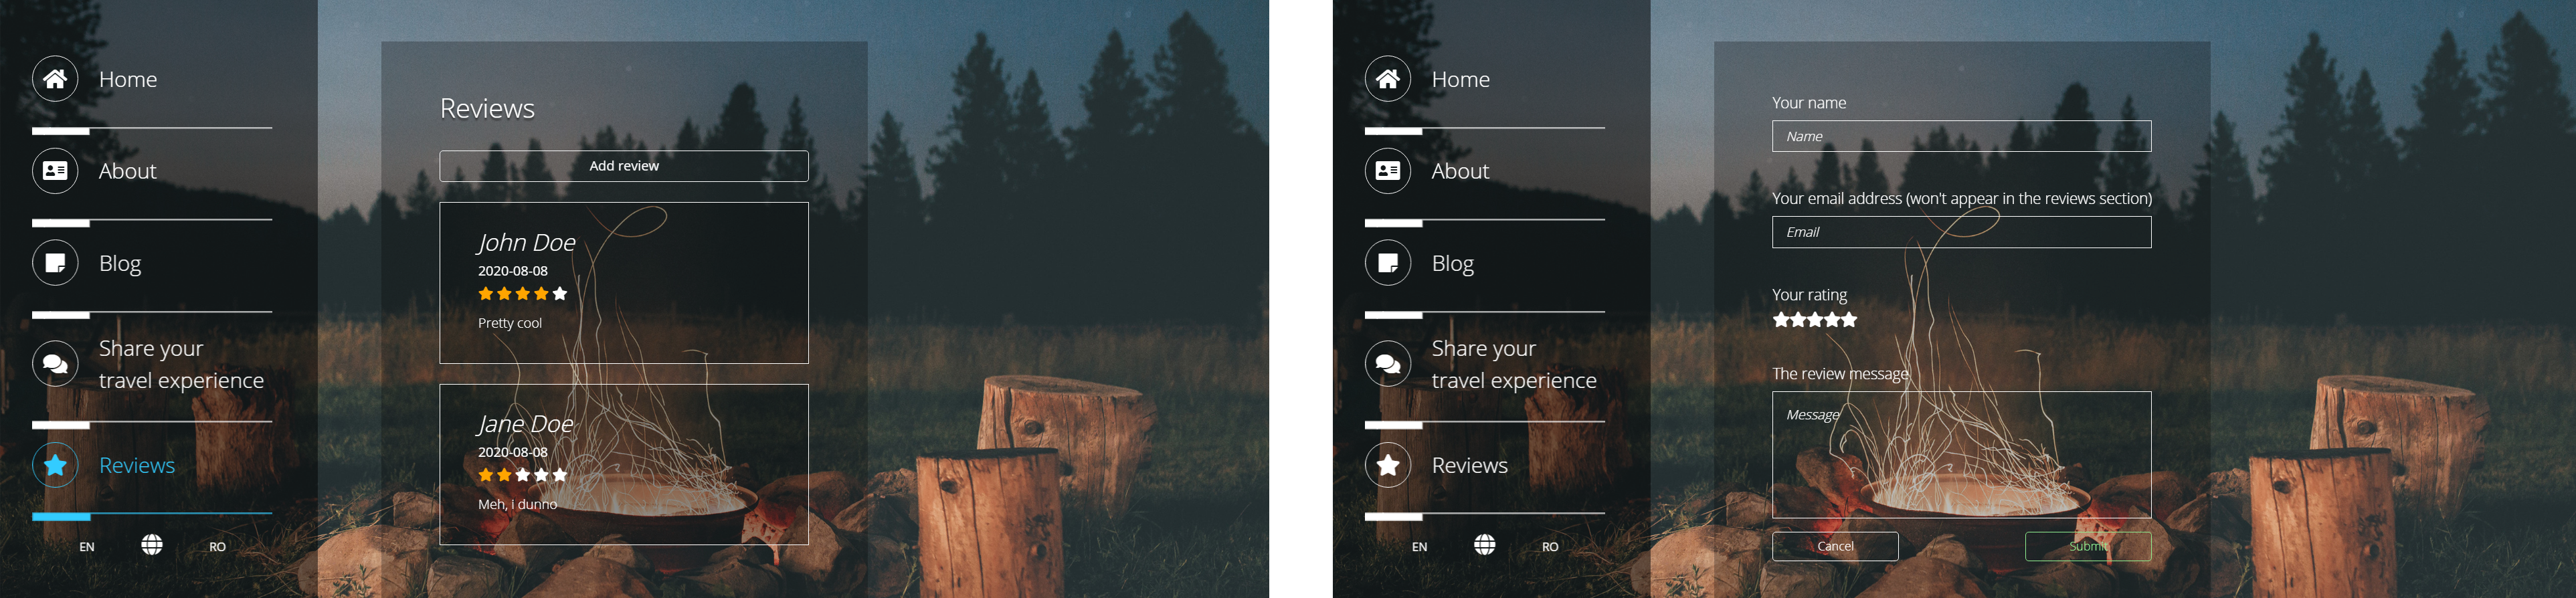 Home
About
Blog
Share your
travel experience
Reviews
EN
RO
Reviews
Add review
John Doe
2020-08-08
Pretty cool
Jane Doe
2020-08-08
Meh, i dunno
Home
About
Blog
Share your
travel experience
Reviews
EN
RO
Your name
Name
Your email address (won't appear in the reviews section)
Email
Your rating
The review message
Message
Cancel
Submit